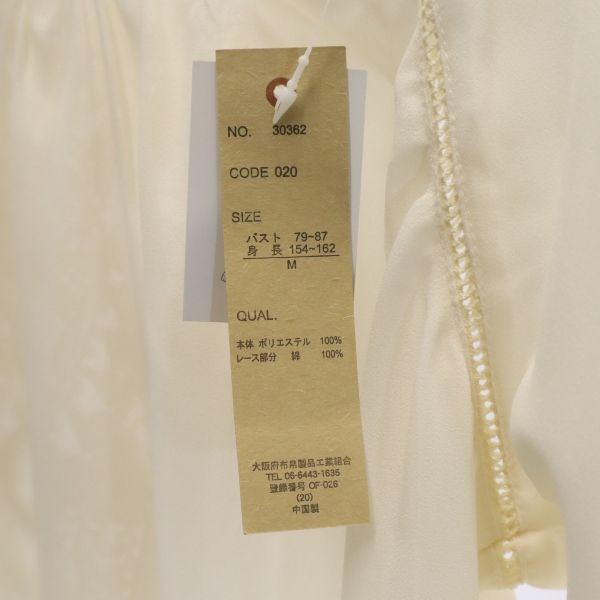 NO. 30362
CODE 020
SIZE
バスト 79~87
身長 154~162
M
QUAL.
本体 ポリエステル 100%
レース部分 綿 100%
大阪府布帛製品工業組合
TEL 06-6443-1635
登録番号 OF-026
(20)
中国製